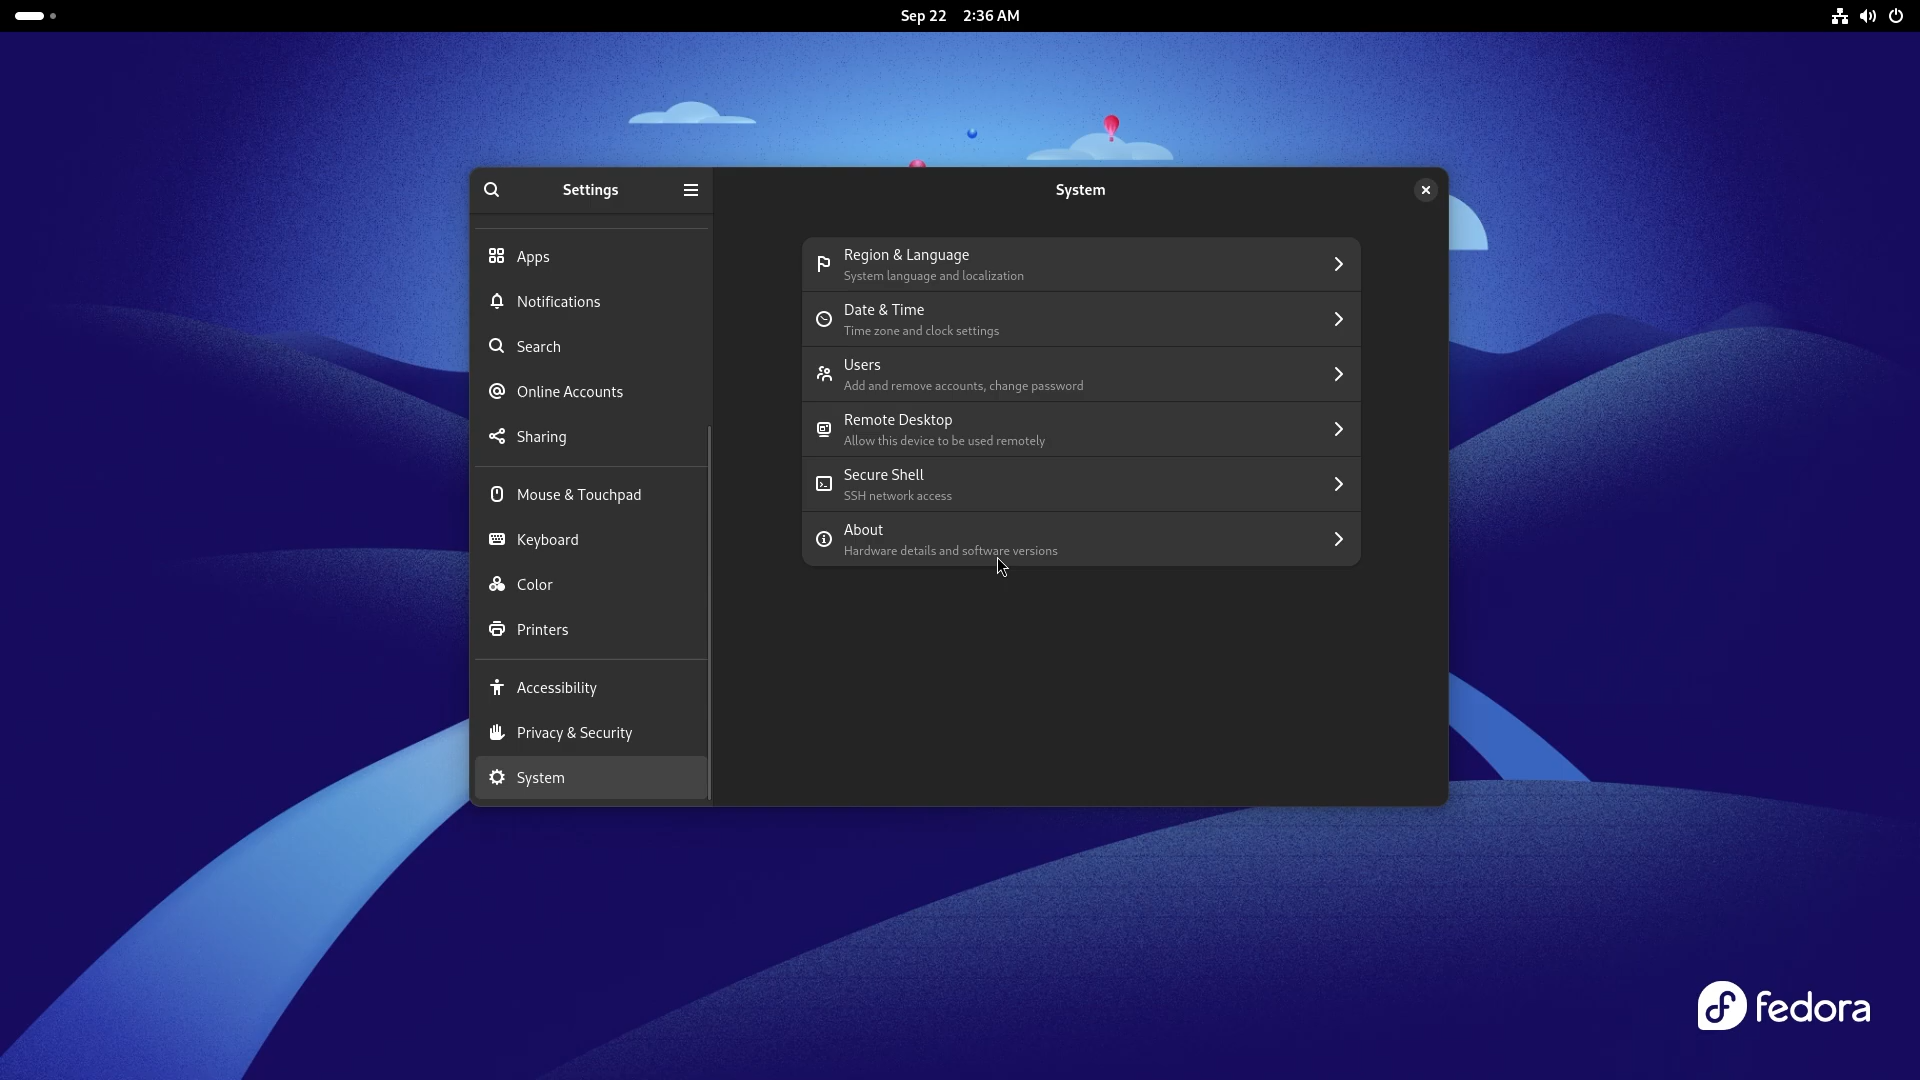 Sep 22 2:36 AM
Settings
System
Apps
Notifications
Search
Online Accounts
Sharing
Mouse & Touchpad
Keyboard
Color
Printers
Accessibility
Privacy & Security
System
Region & Language
System language and localization
Date & Time
Time zone and clock settings
Users
Add and remove accounts, change password
Remote Desktop
Allow this device to be used remotely
Secure Shell
SSH network access
About
Hardware details and software versions
fedora